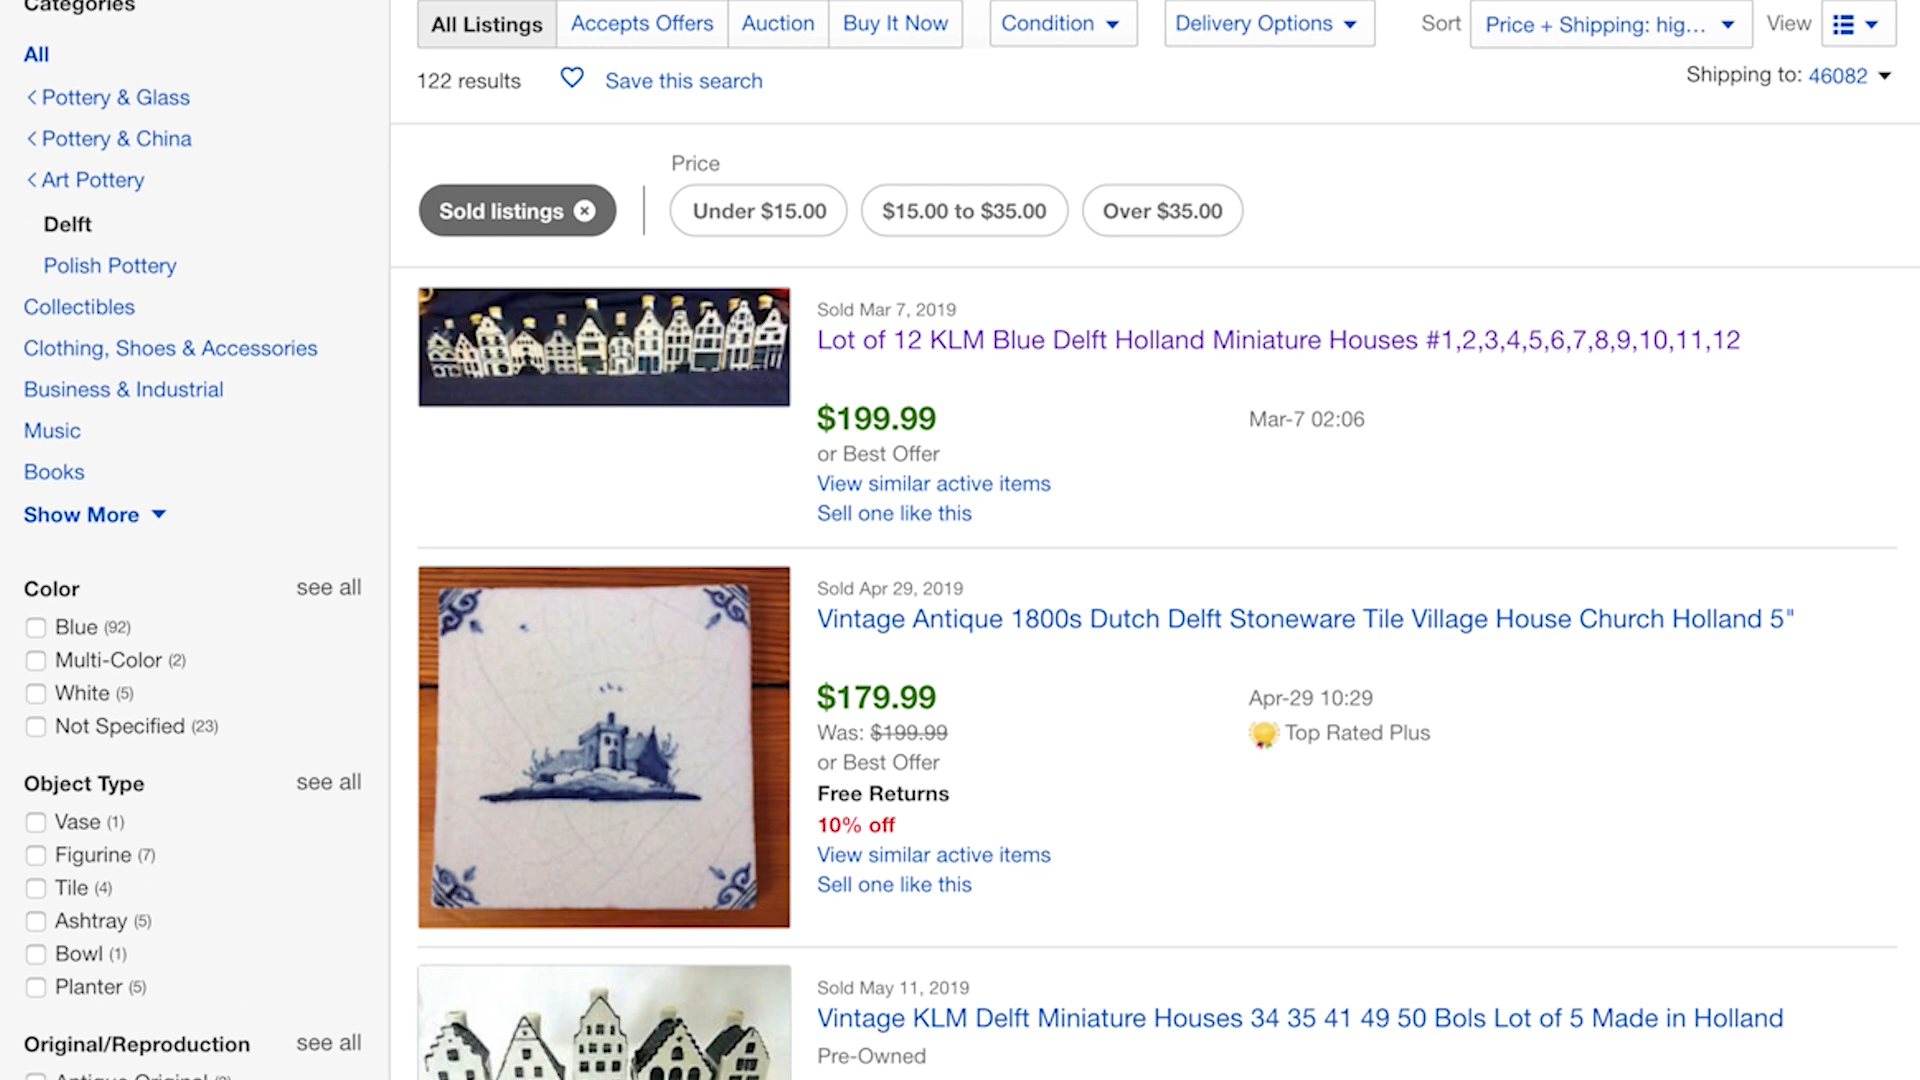 Categories
All
Pottery & Glass
Pottery & China
Art Pottery
Delft
Polish Pottery
Collectibles
Clothing, Shoes & Accessories
Business & Industrial
Music
Books
Show More
Color see all
Blue (92)
Multi-Color (2)
White (5)
Not Specified (23)
Object Type see all
Vase (1)
Figurine (7)
Tile (4)
Ashtray (5)
Bowl (1)
Planter (5)
Original/Reproduction see all
Antique Original
All Listings Accepts Offers Auction Buy It Now Condition Delivery Options Sort Price + Shipping: hig... View
122 results Save this search Shipping to: 46082
Price
Sold listings Under $15.00 $15.00 to $35.00 Over $35.00
Sold Mar 7, 2019
Lot of 12 KLM Blue Delft Holland Miniature Houses #1,2,3,4,5,6,7,8,9,10,11,12
$199.99 Mar-7 02:06
or Best Offer
View similar active items
Sell one like this
Sold Apr 29, 2019
Vintage Antique 1800s Dutch Delft Stoneware Tile Village House Church Holland 5"
$179.99 Apr-29 10:29
Was: $199.99 Top Rated Plus
or Best Offer
Free Returns
10% off
View similar active items
Sell one like this
Sold May 11, 2019
Vintage KLM Delft Miniature Houses 34 35 41 49 50 Bols Lot of 5 Made in Holland
Pre-Owned